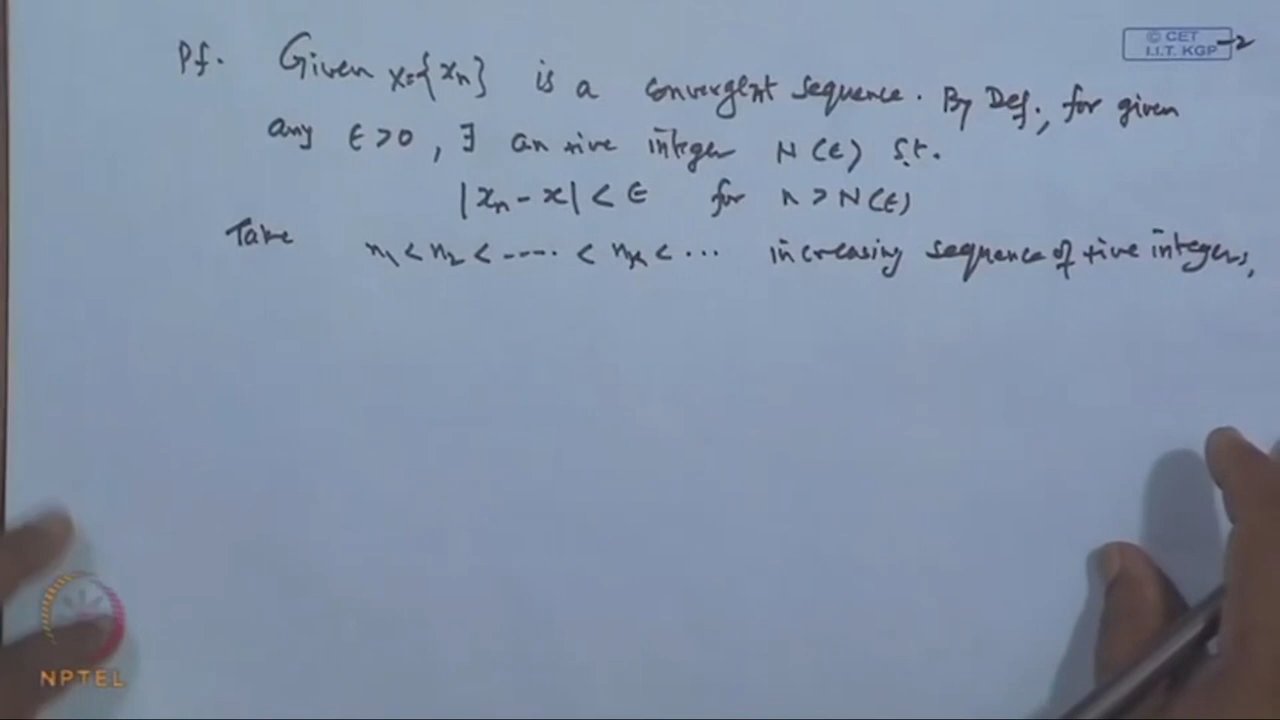 © CET
I.I.T. KGP -2
Pf. Given X={xₙ} is a convergent sequence. By Def., for given
any ϵ>0, ∃ an +ive integer N(ϵ) s.t.
|xₙ - x| < ϵ for n > N(ϵ)
Take n₁ < n₂ < ----- < nₖ < ... increasing sequence of +ive integers,
NPTEL